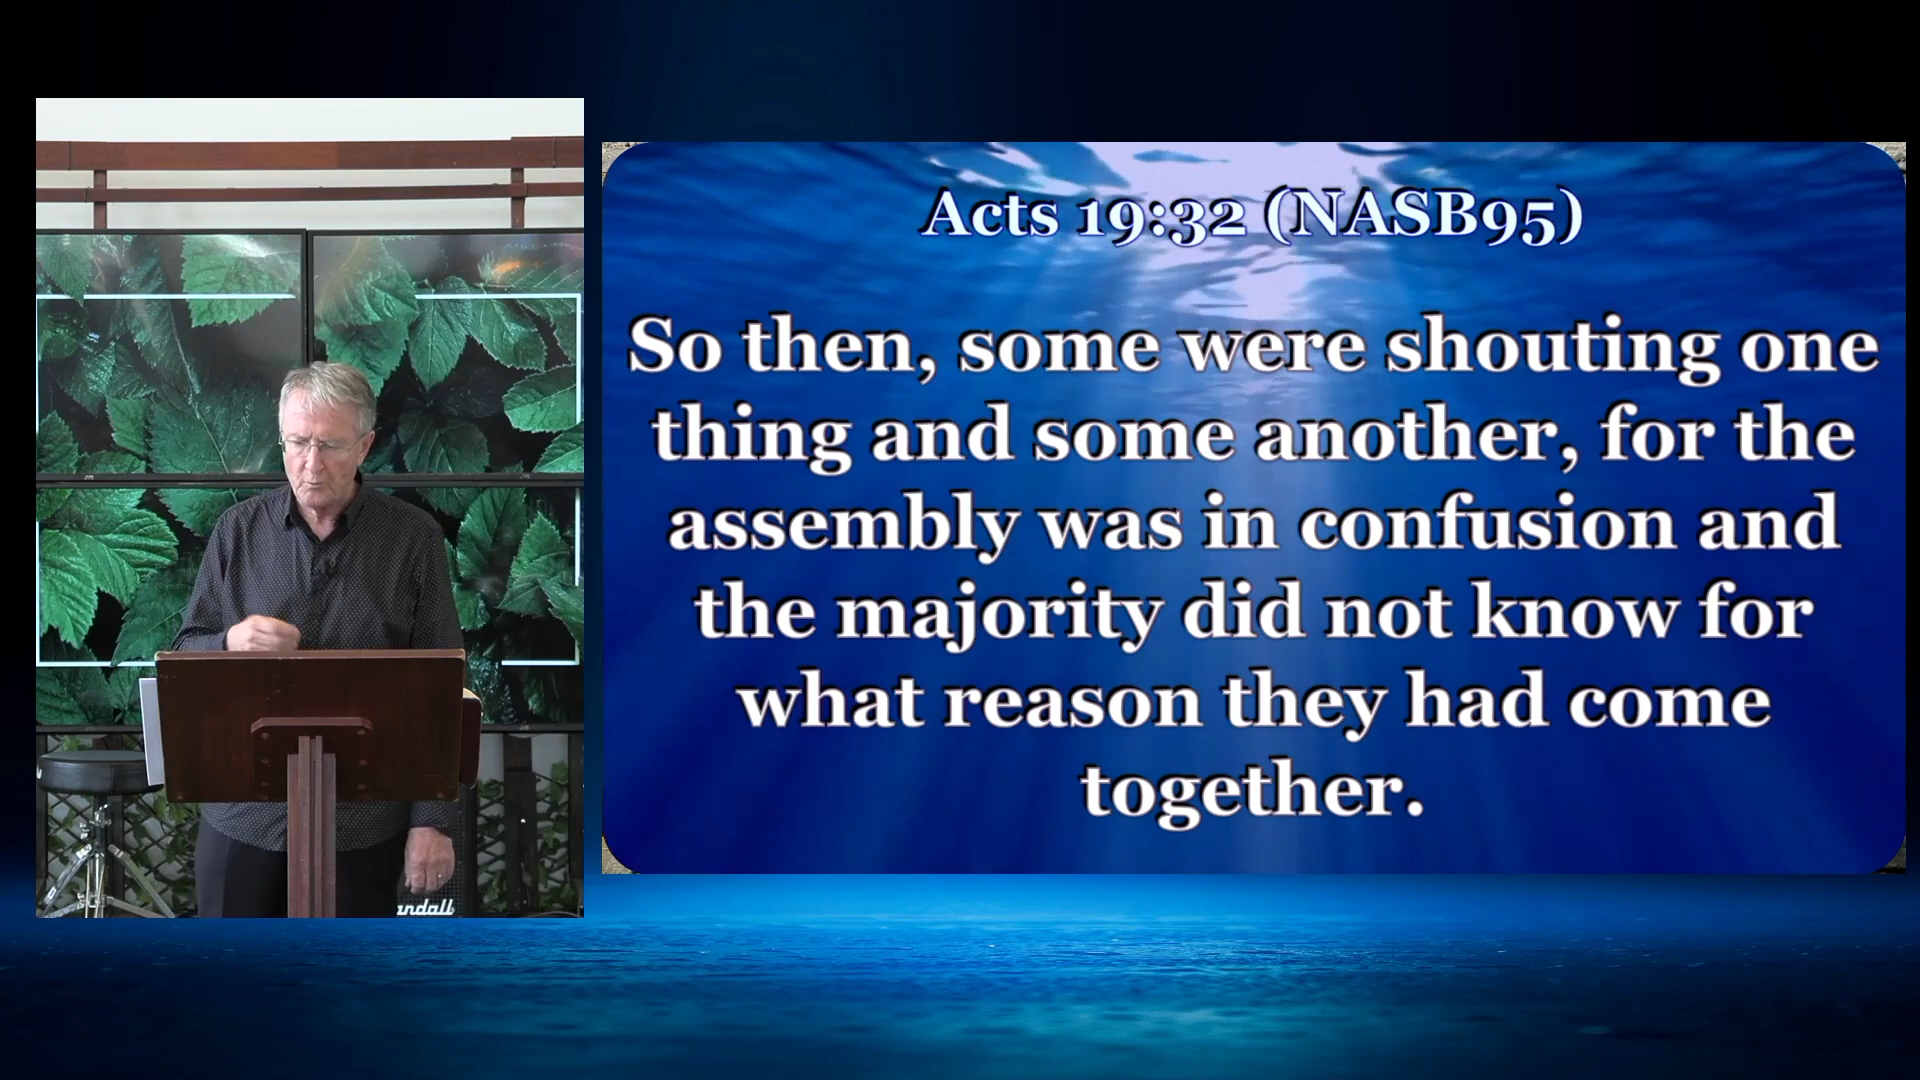 Acts 19:32 (NASB95)
So then, some were shouting one
thing and some another, for the
assembly was in confusion and
the majority did not know for
what reason they had come
together.
andall